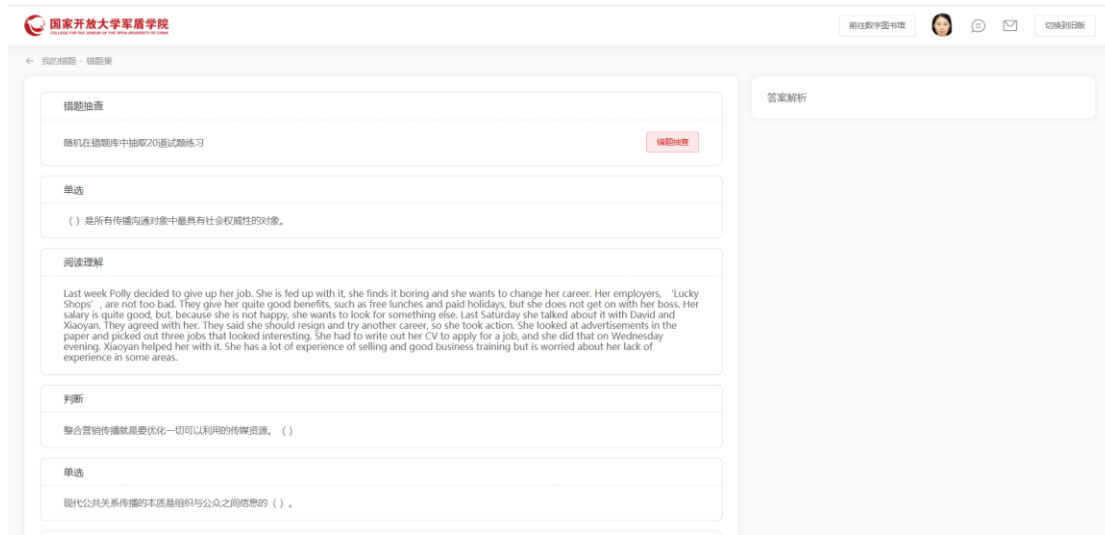 国家开放大学军盾学院
COLLEGE FOR THE JUNDUN OF THE OPEN UNIVERSITY OF CHINA
前往数字图书馆
切换到旧版
← 我的错题 - 错题集
错题抽查
随机在错题库中抽取20道试题练习
错题抽查
单选
（ ）是所有传播沟通对象中最具有社会权威性的对象。
阅读理解
Last week Polly decided to give up her job. She is fed up with it, she finds it boring and she wants to change her career. Her employers, ‘Lucky
Shops’, are not too bad. They give her quite good benefits, such as free lunches and paid holidays, but she does not get on with her boss. Her
salary is quite good, but, because she is not happy, she wants to look for something else. Last Saturday she talked about it with David and
Xiaoyan. They agreed with her. They said she should resign and try another career, so she took action. She looked at advertisements in the
paper and picked out three jobs that looked interesting. She had to write out her CV to apply for a job, and she did that on Wednesday
evening. Xiaoyan helped her with it. She has a lot of experience of selling and good business training but is worried about her lack of
experience in some areas.
判断
整合营销传播就是要优化一切可以利用的传媒资源。（ ）
单选
现代公共关系传播的本质是组织与公众之间信息的（ ）.
答案解析